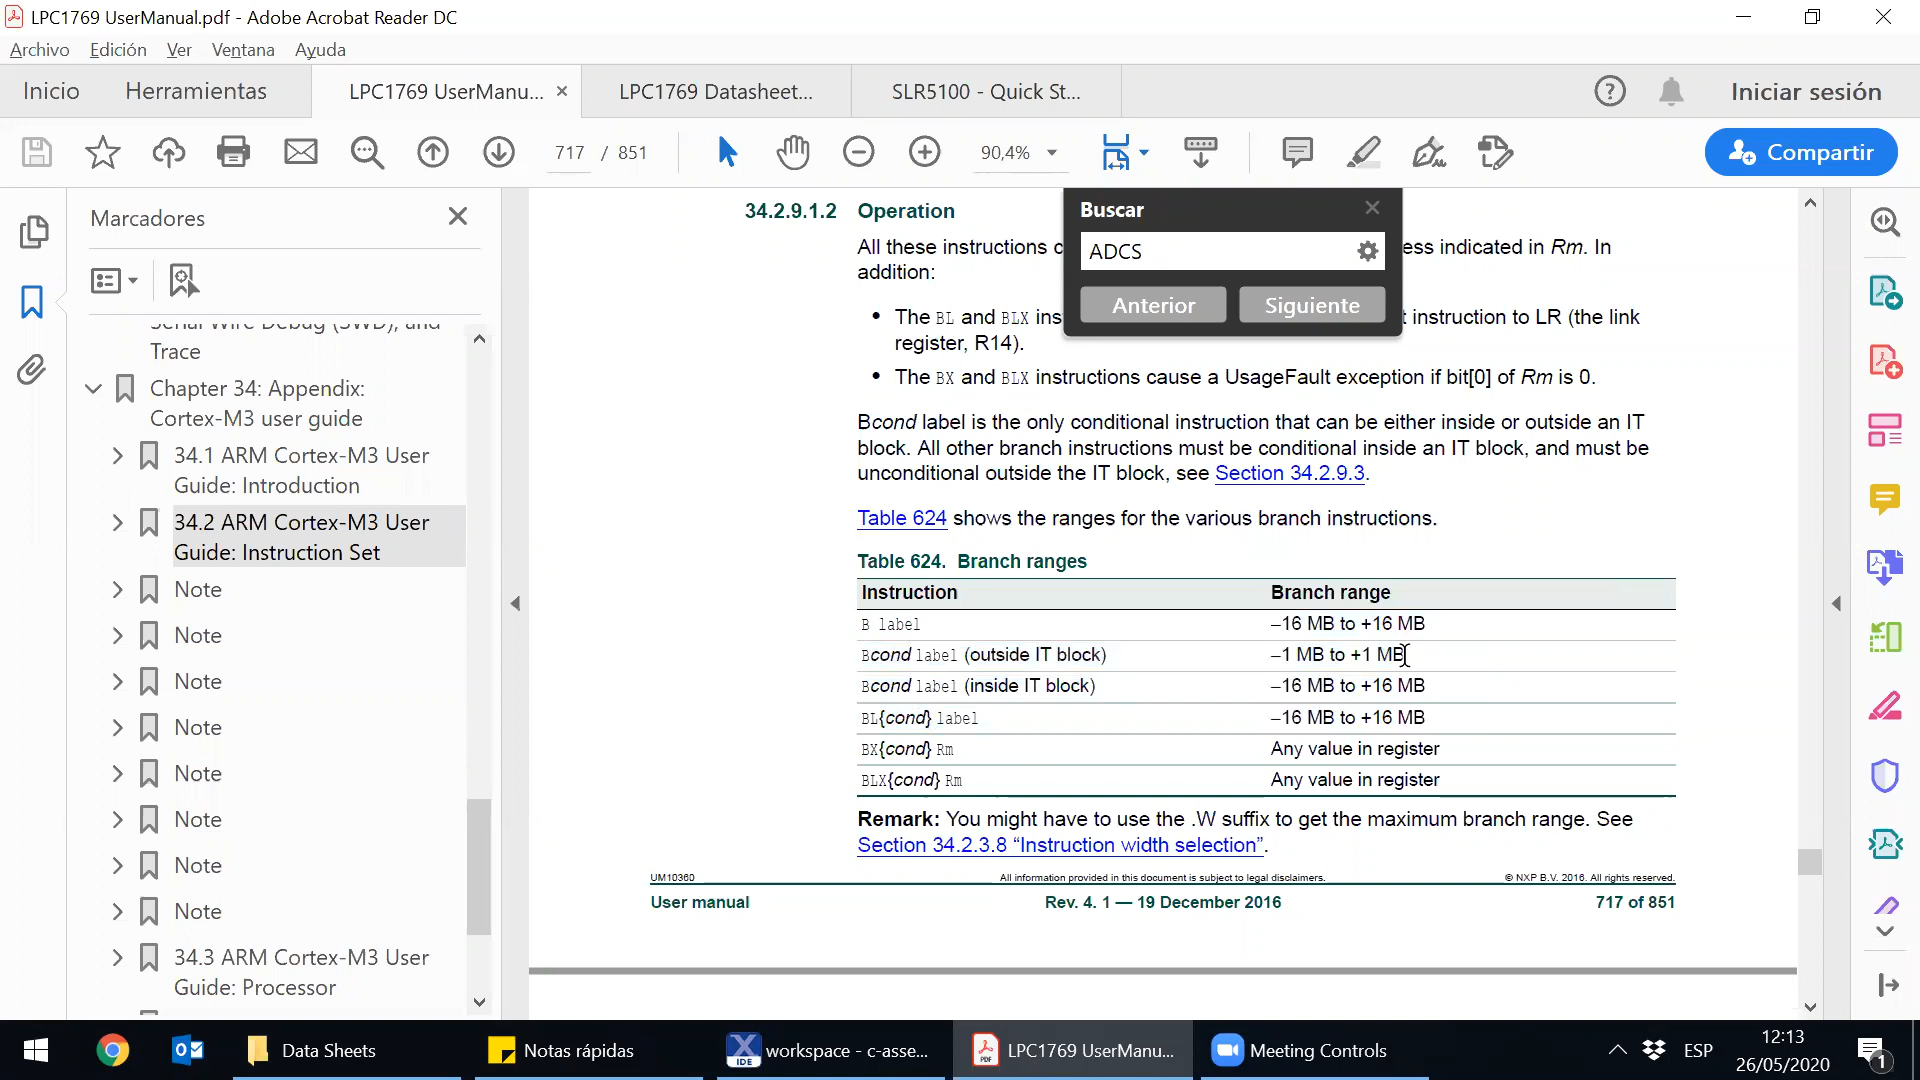 LPC1769 UserManual.pdf - Adobe Acrobat Reader DC
Archivo Edición Ver Ventana Ayuda
Inicio Herramientas LPC1769 UserManu... × LPC1769 Datasheet... SLR5100 - Quick St... Iniciar sesión
717 / 851 90,4% Compartir
Marcadores
Trace
Chapter 34: Appendix:
Cortex-M3 user guide
34.1 ARM Cortex-M3 User
Guide: Introduction
34.2 ARM Cortex-M3 User
Guide: Instruction Set
Note
Note
Note
Note
Note
Note
Note
Note
34.3 ARM Cortex-M3 User
Guide: Processor
Buscar
ADCS
Anterior Siguiente
34.2.9.1.2 Operation
All these instructions c ess indicated in Rm. In
addition:
• The BL and BLX ins t instruction to LR (the link
register, R14).
• The BX and BLX instructions cause a UsageFault exception if bit[0] of Rm is 0.
Bcond label is the only conditional instruction that can be either inside or outside an IT
block. All other branch instructions must be conditional inside an IT block, and must be
unconditional outside the IT block, see Section 34.2.9.3.
Table 624 shows the ranges for the various branch instructions.
Table 624. Branch ranges
Instruction Branch range
B label –16 MB to +16 MB
Bcond label (outside IT block) –1 MB to +1 MB
Bcond label (inside IT block) –16 MB to +16 MB
BL{cond} label –16 MB to +16 MB
BX{cond} Rm Any value in register
BLX{cond} Rm Any value in register
Remark: You might have to use the .W suffix to get the maximum branch range. See
Section 34.2.3.8 “Instruction width selection”.
UM10360 All information provided in this document is subject to legal disclaimers. © NXP B.V. 2016. All rights reserved.
User manual Rev. 4. 1 — 19 December 2016 717 of 851
Data Sheets Notas rápidas workspace - c-asse... LPC1769 UserManu... Meeting Controls ESP 12:13
26/05/2020 1